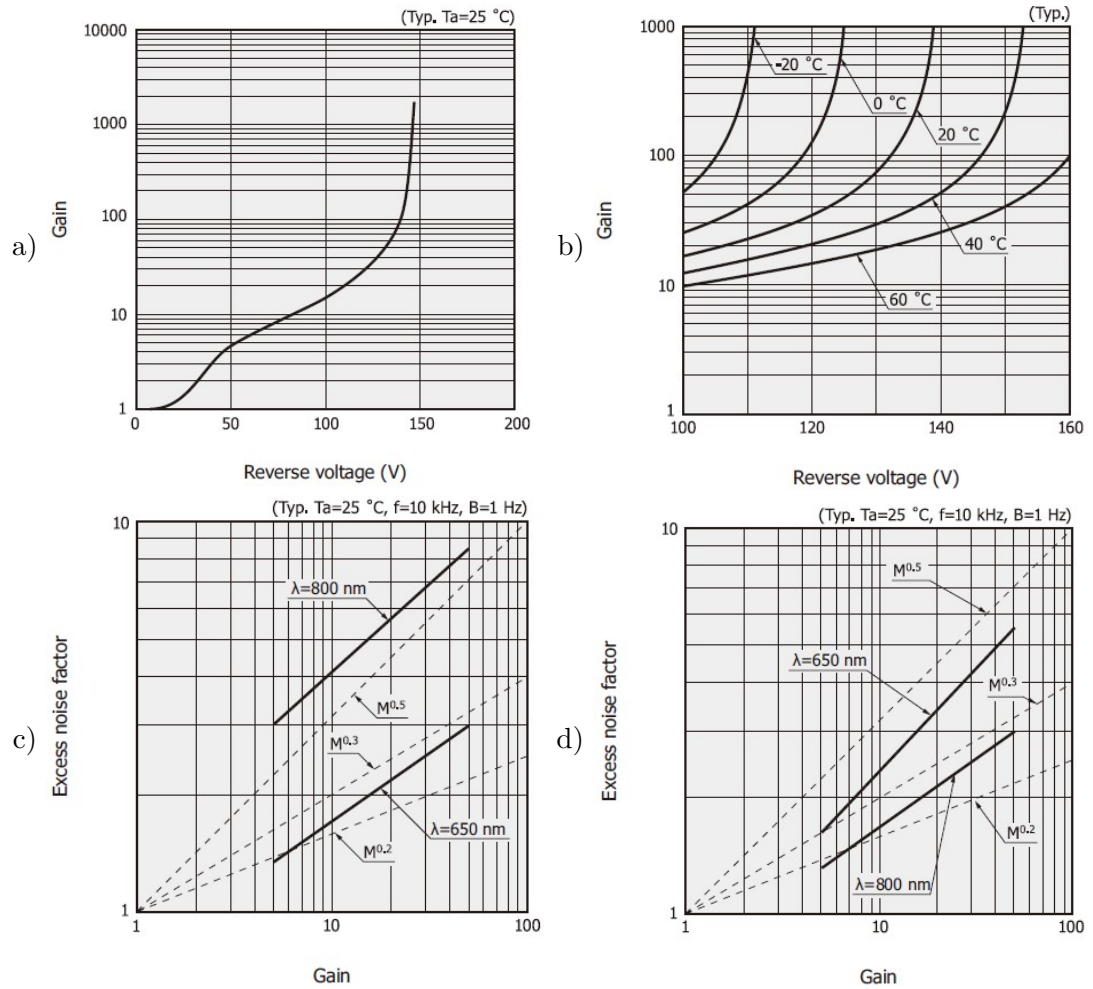 a)
(Typ. Ta=25 ˚C)
Gain
10000
1000
100
10
1
0 50 100 150 200
Reverse voltage (V)
b)
(Typ.)
Gain
1000
100
10
1
-20 ˚C
0 ˚C
20 ˚C
40 ˚C
60 ˚C
100 120 140 160
Reverse voltage (V)
c)
(Typ. Ta=25 ˚C, f=10 kHz, B=1 Hz)
Excess noise factor
10
1
λ=800 nm
M⁰·⁵
M⁰·³
λ=650 nm
M⁰·²
1 10 100
Gain
d)
(Typ. Ta=25 ˚C, f=10 kHz, B=1 Hz)
Excess noise factor
10
1
M⁰·⁵
λ=650 nm
M⁰·³
M⁰·²
λ=800 nm
1 10 100
Gain